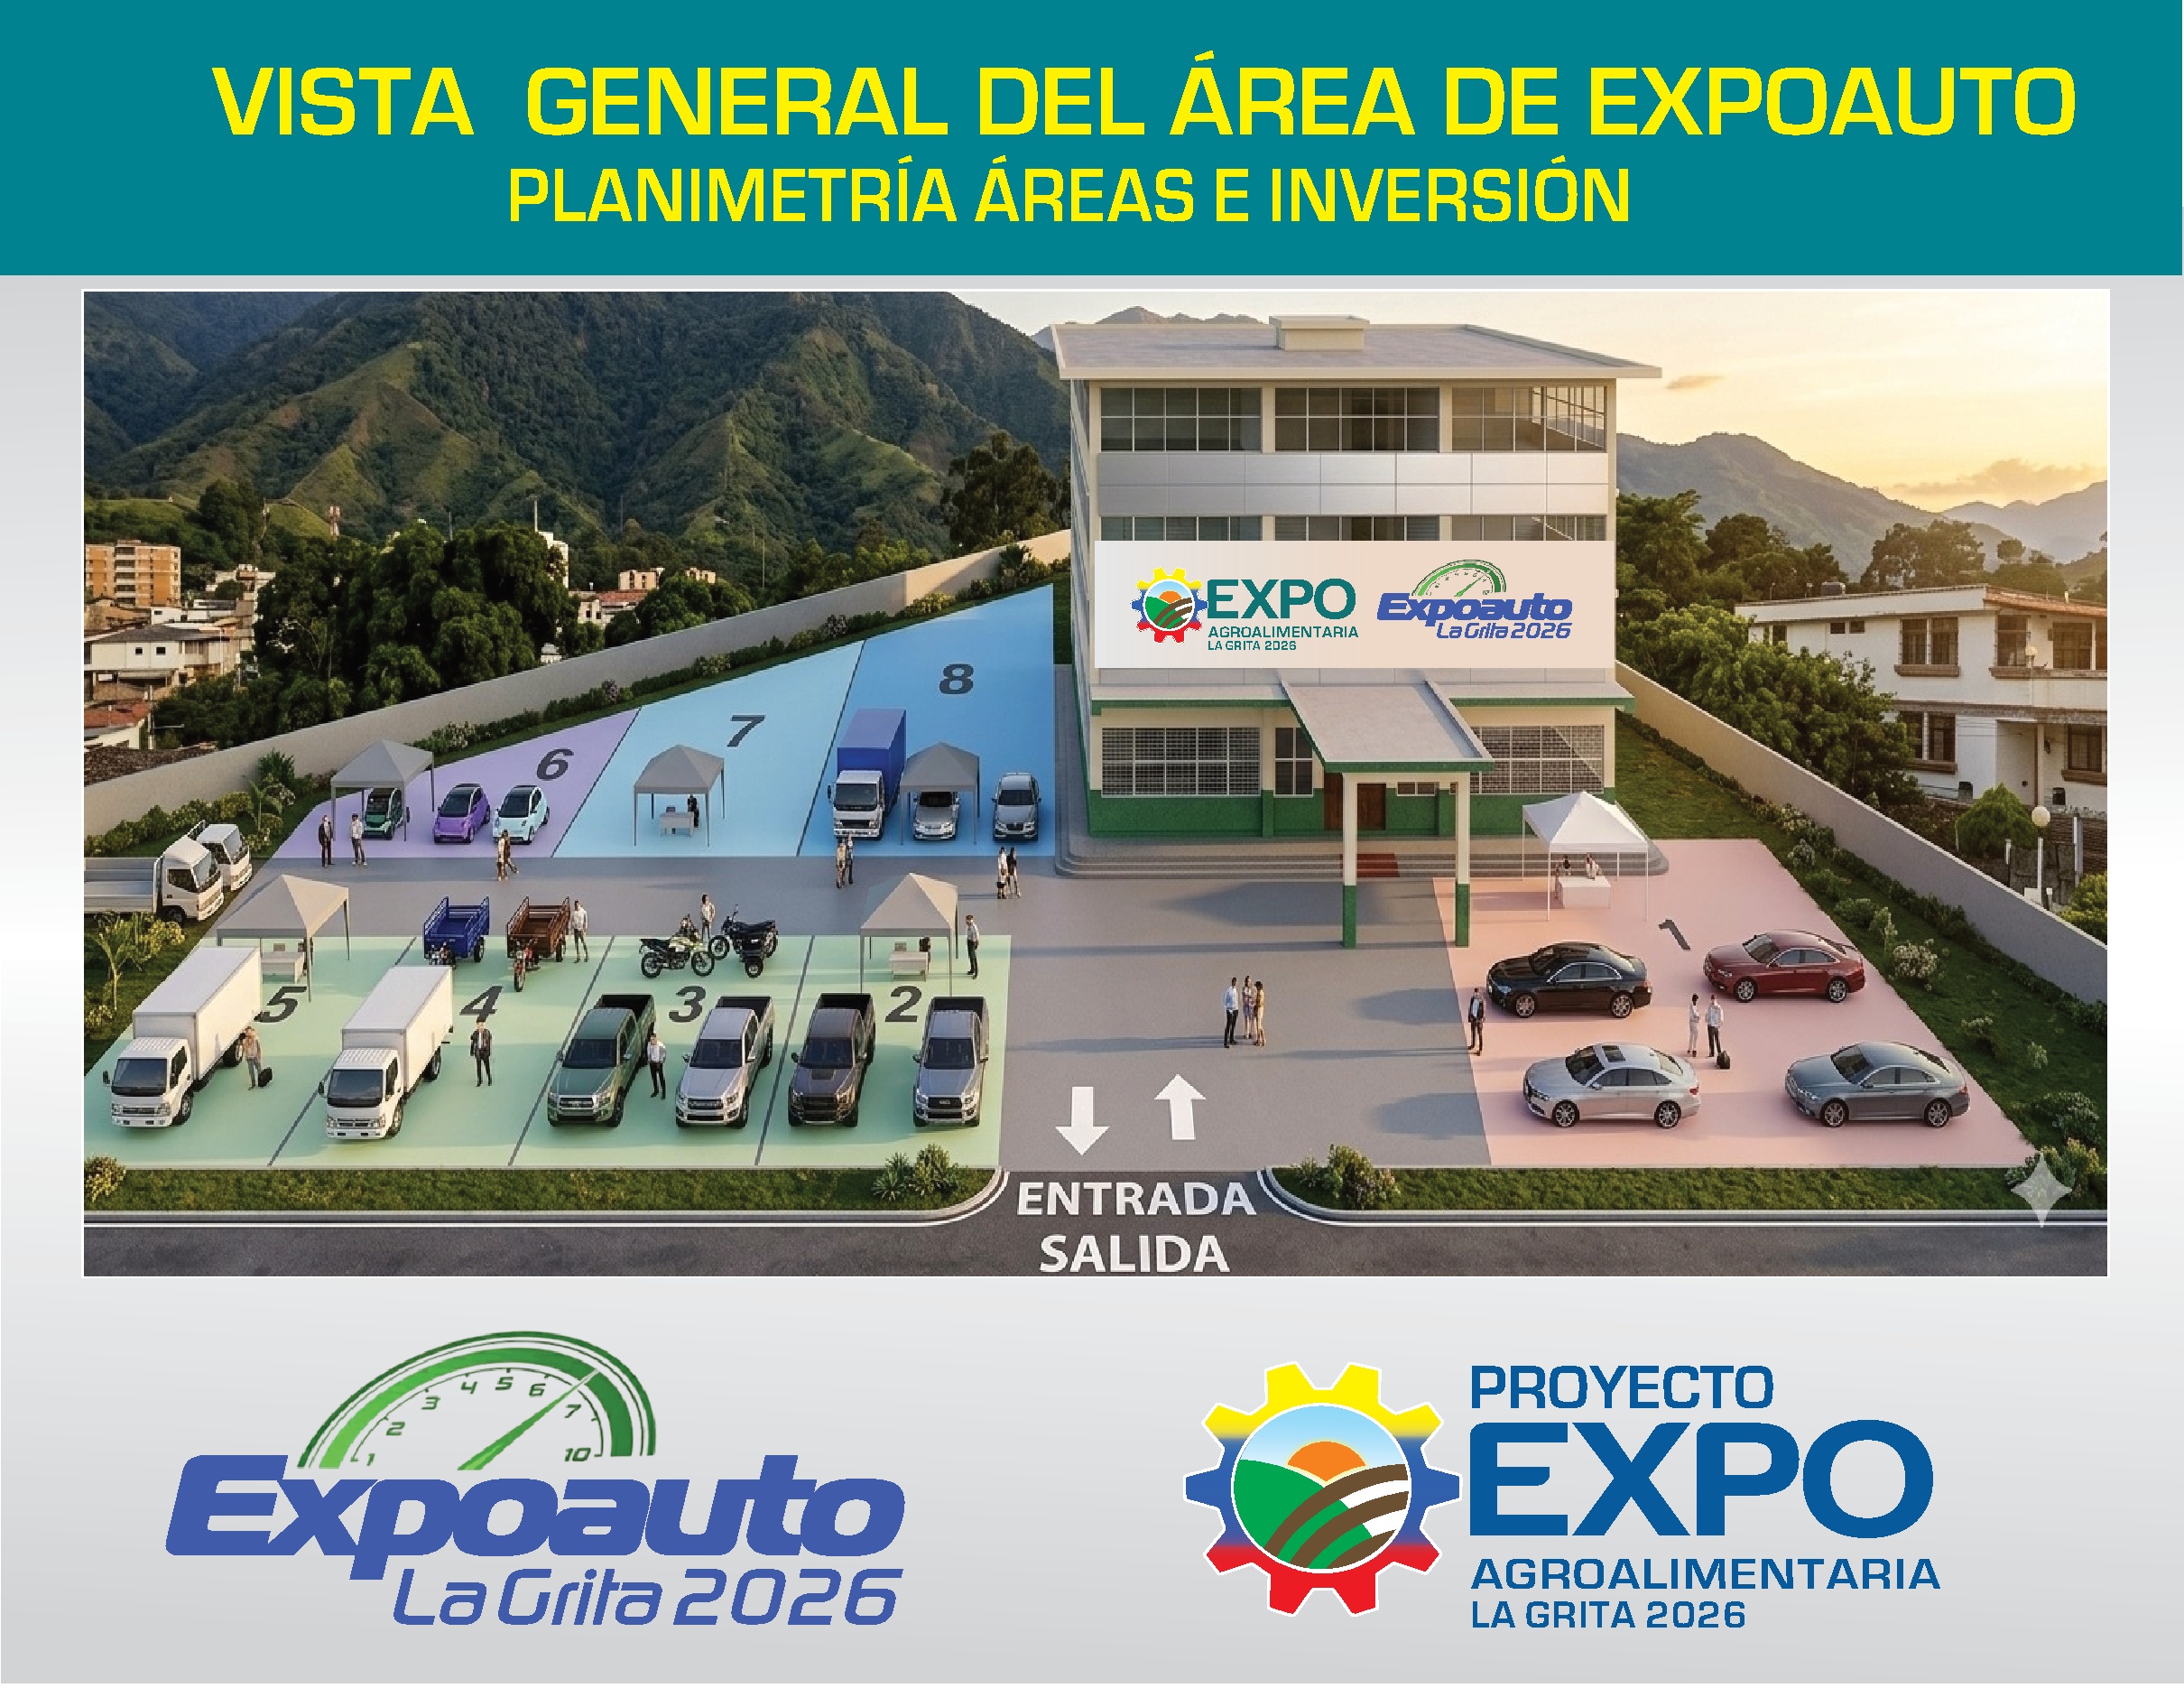 VISTA GENERAL DEL ÁREA DE EXPOAUTO
PLANIMETRÍA ÁREAS E INVERSIÓN
EXPO
AGROALIMENTARIA
LA GRITA 2026
Expoauto
La Grita 2026
8
7
6
1
5
4
3
2
ENTRADA
SALIDA
1 2 3 4 5 6 7 10
Expoauto
La Grita 2026
PROYECTO
EXPO
AGROALIMENTARIA
LA GRITA 2026